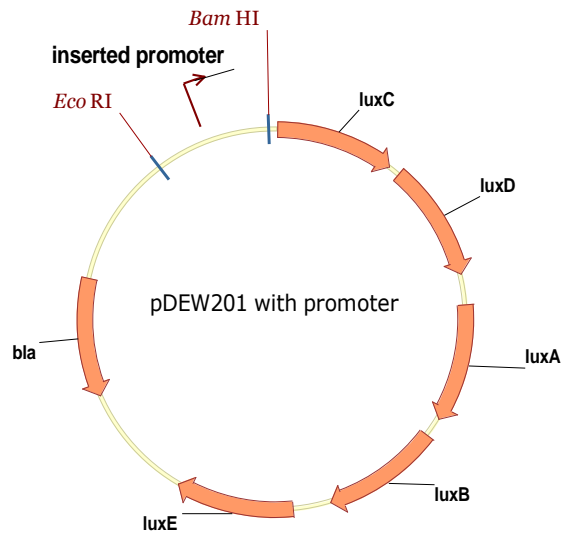 Bam HI
inserted promoter
Eco RI
luxC
luxD
pDEW201 with promoter
bla
luxA
luxB
luxE